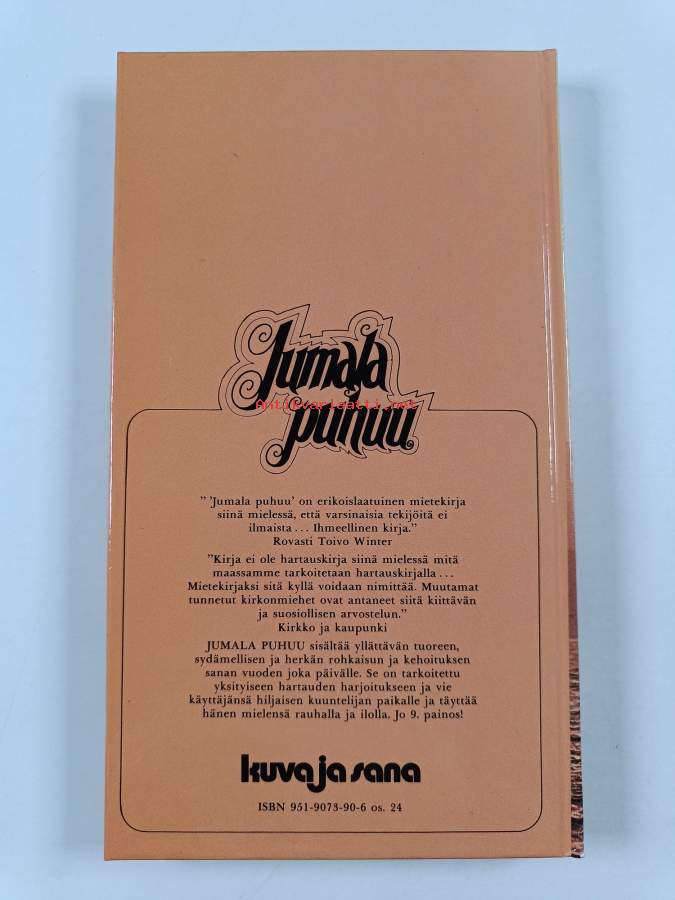 Jumala
Antikvariaatti.net
puhuu
”’Jumala puhuu’ on erikoislaatuinen mietekirja
siinä mielessä, että varsinaisia tekijöitä ei
ilmaista... Ihmeellinen kirja.”
Rovasti Toivo Winter
”Kirja ei ole hartauskirja siinä mielessä mitä
maassamme tarkoitetaan hartauskirjalla...
Mietekirjaksi sitä kyllä voidaan nimittää. Muutamat
tunnetut kirkonmiehet ovat antaneet siitä kiittävän
ja suosiollisen arvostelun.”
Kirkko ja kaupunki
JUMALA PUHUU sisältää yllättävän tuoreen,
sydämellisen ja herkän rohkaisun ja kehoituksen
sanan vuoden joka päivälle. Se on tarkoitettu
yksityiseen hartauden harjoitukseen ja vie
käyttäjänsä hiljaisen kuuntelijan paikalle ja täyttää
hänen mielensä rauhalla ja ilolla. Jo 9. painos!
kuva ja sana
ISBN 951-9073-90-6 os. 24